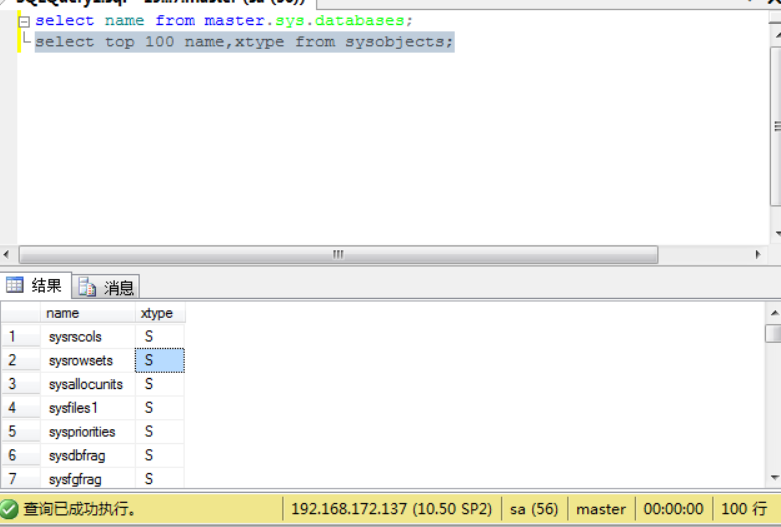 select name from master.sys.databases;
select top 100 name,xtype from sysobjects;
结果 消息
name xtype
1 sysrscols S
2 sysrowsets S
3 sysallocunits S
4 sysfiles1 S
5 syspriorities S
6 sysdbfrag S
7 sysfgfrag S
查询已成功执行。 192.168.172.137 (10.50 SP2) sa (56) master 00:00:00 100 行